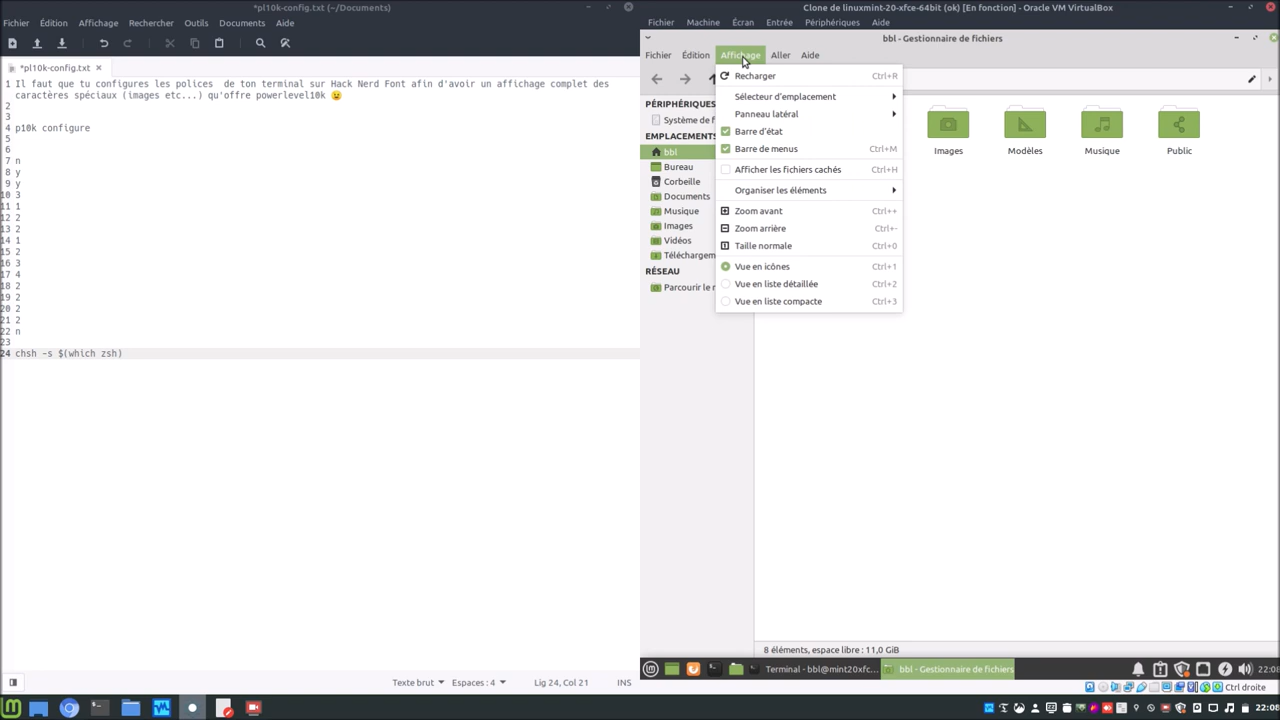 *pl10k-config.txt (~/Documents)
Fichier Édition Affichage Rechercher Outils Documents Aide
pl10k-config.txt
1 Il faut que tu configures les polices de ton terminal sur Hack Nerd Font afin d'avoir un affichage complet des
caractères spéciaux (images etc...) qu'offre powerlevel10k 😉
2
3
4 p10k configure
5
6
7 n
8 y
9 y
10 3
11 1
12 2
13 2
14 1
15 2
16 3
17 4
18 2
19 2
20 2
21 2
22 n
23
24 chsh -s $(which zsh)
Texte brut Espaces : 4 Lig 24, Col 21 INS
Clone de linuxmint-20-xfce-64bit (ok) [En fonction] - Oracle VM VirtualBox
Fichier Machine Écran Entrée Périphériques Aide
bbl - Gestionnaire de fichiers
Fichier Édition Affichage Aller Aide
PÉRIPHÉRIQUES
Système de f
EMPLACEMENTS
bbl
Bureau
Corbeille
Documents
Musique
Images
Vidéos
Téléchargem
RÉSEAU
Parcourir le r
Recharger Ctrl+R
Sélecteur d'emplacement
Panneau latéral
Barre d'état
Barre de menus Ctrl+M
Afficher les fichiers cachés Ctrl+H
Organiser les éléments
Zoom avant Ctrl++
Zoom arrière Ctrl+-
Taille normale Ctrl+0
Vue en icônes Ctrl+1
Vue en liste détaillée Ctrl+2
Vue en liste compacte Ctrl+3
Images Modèles Musique Public
8 éléments, espace libre : 11,0 GiB
Terminal - bbl@mint20xfc... bbl - Gestionnaire de fichiers 22:08
Ctrl droite
22:08